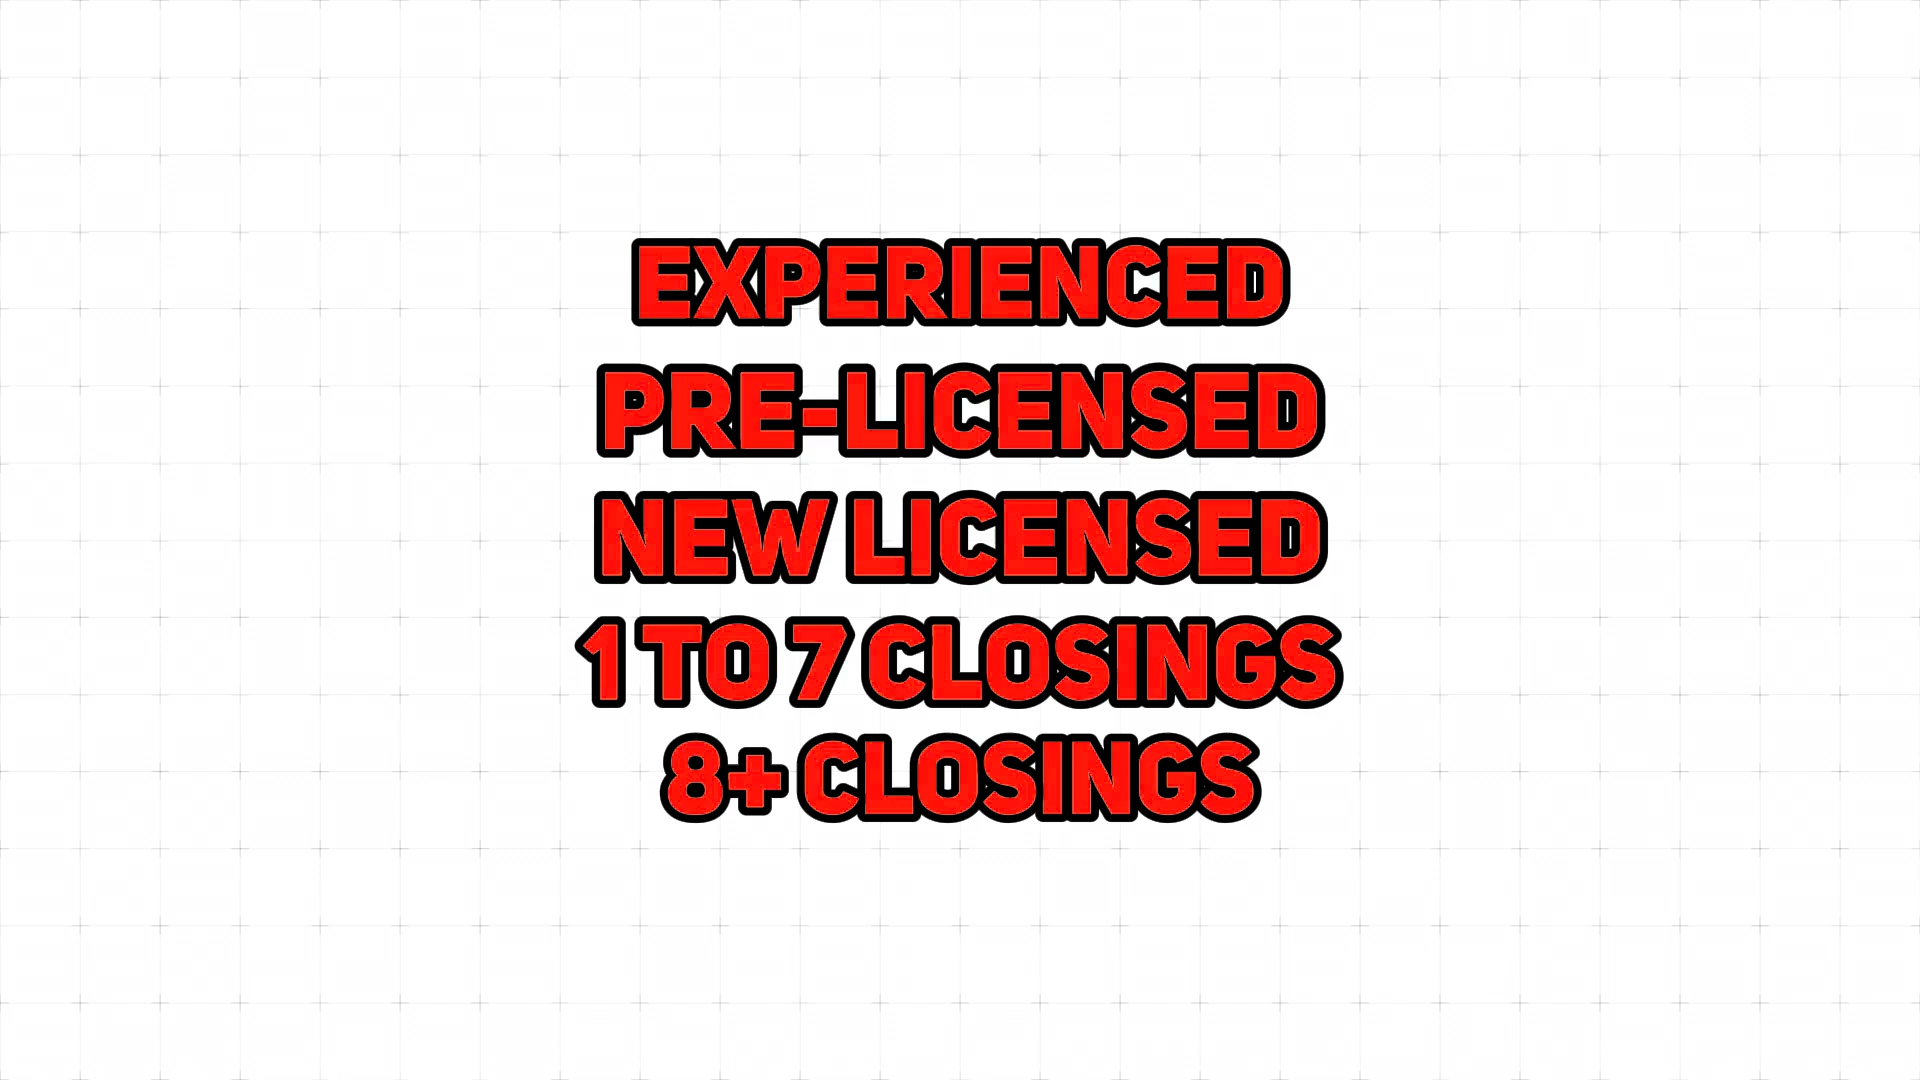 EXPERIENCED
PRE-LICENSED
NEW LICENSED
1 TO 7 CLOSINGS
8+ CLOSINGS